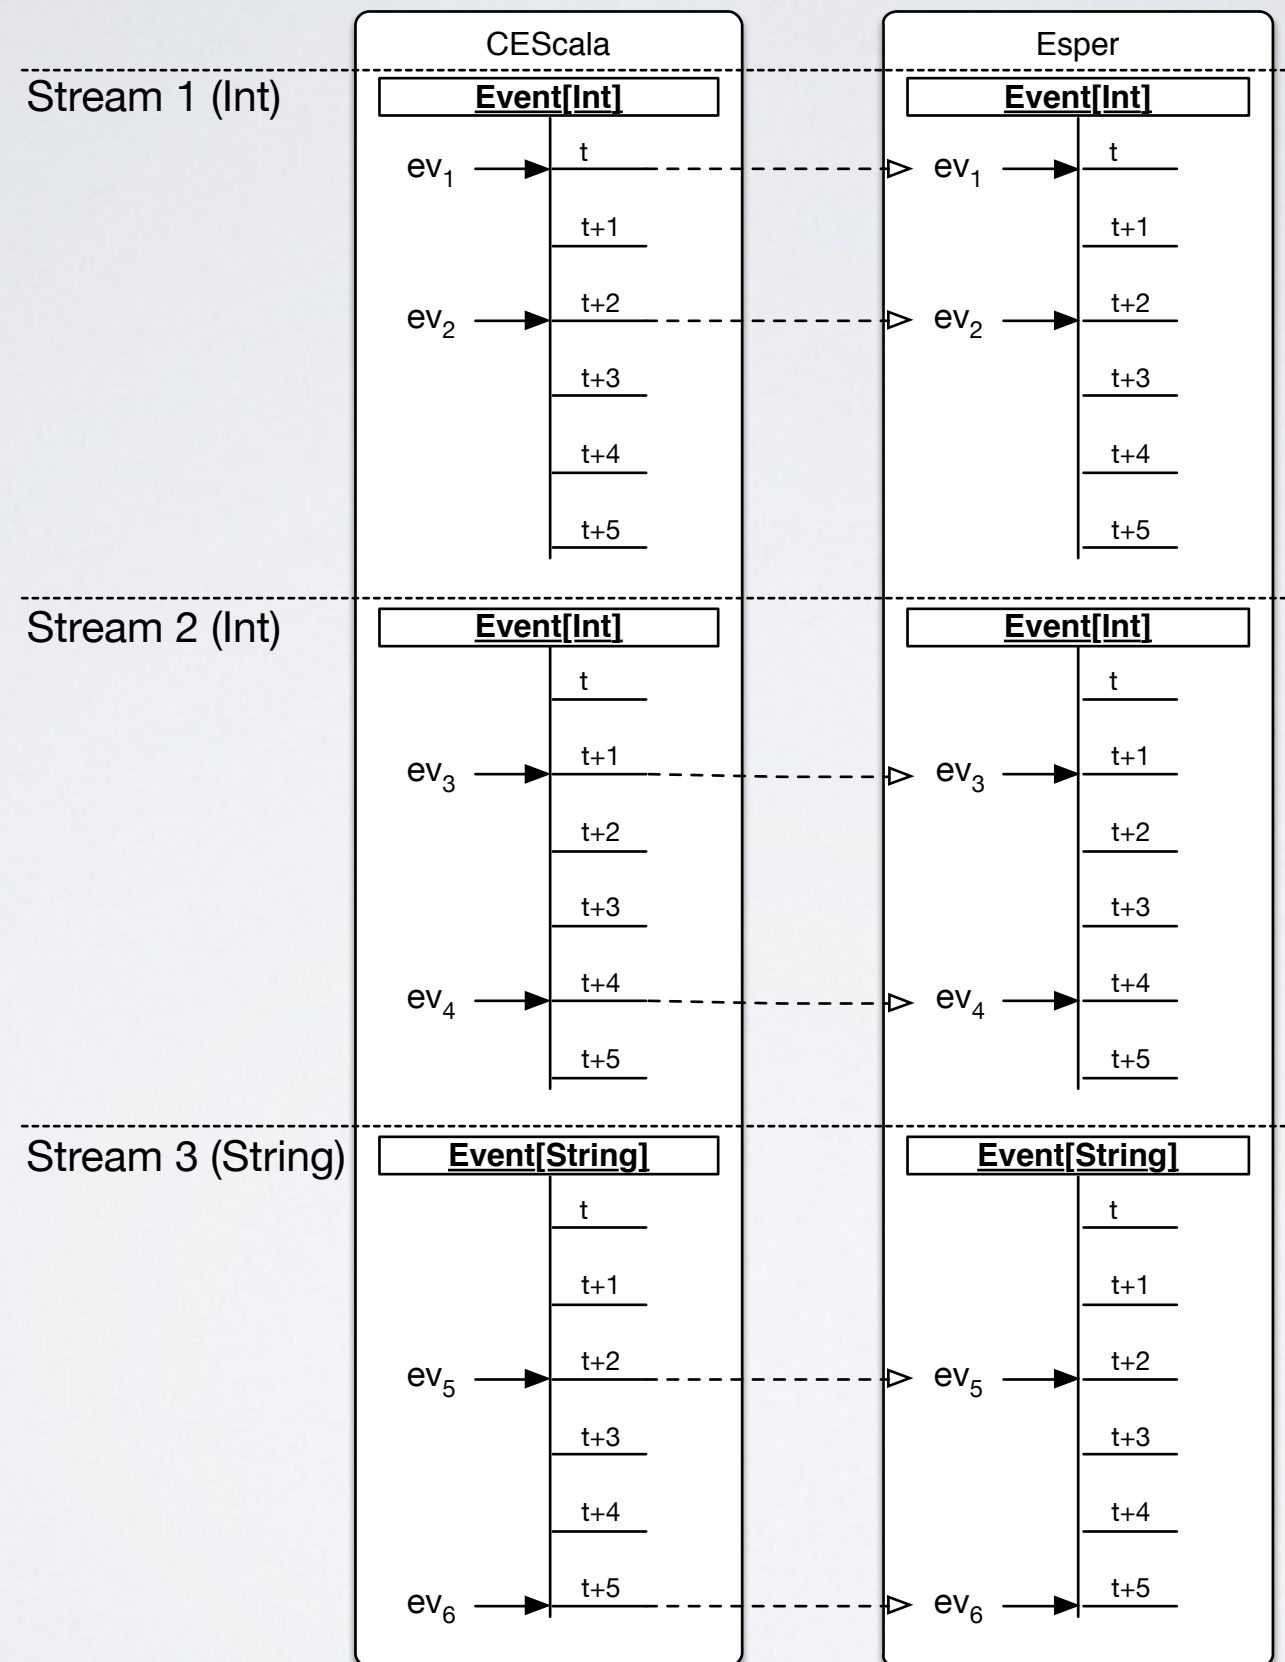 CEScala Esper
Stream 1 (Int) Event[Int] Event[Int]
ev1 t ev1 t
t+1 t+1
ev2 t+2 ev2 t+2
t+3 t+3
t+4 t+4
t+5 t+5
Stream 2 (Int) Event[Int] Event[Int]
t t
ev3 t+1 ev3 t+1
t+2 t+2
t+3 t+3
ev4 t+4 ev4 t+4
t+5 t+5
Stream 3 (String) Event[String] Event[String]
t t
t+1 t+1
ev5 t+2 ev5 t+2
t+3 t+3
t+4 t+4
ev6 t+5 ev6 t+5